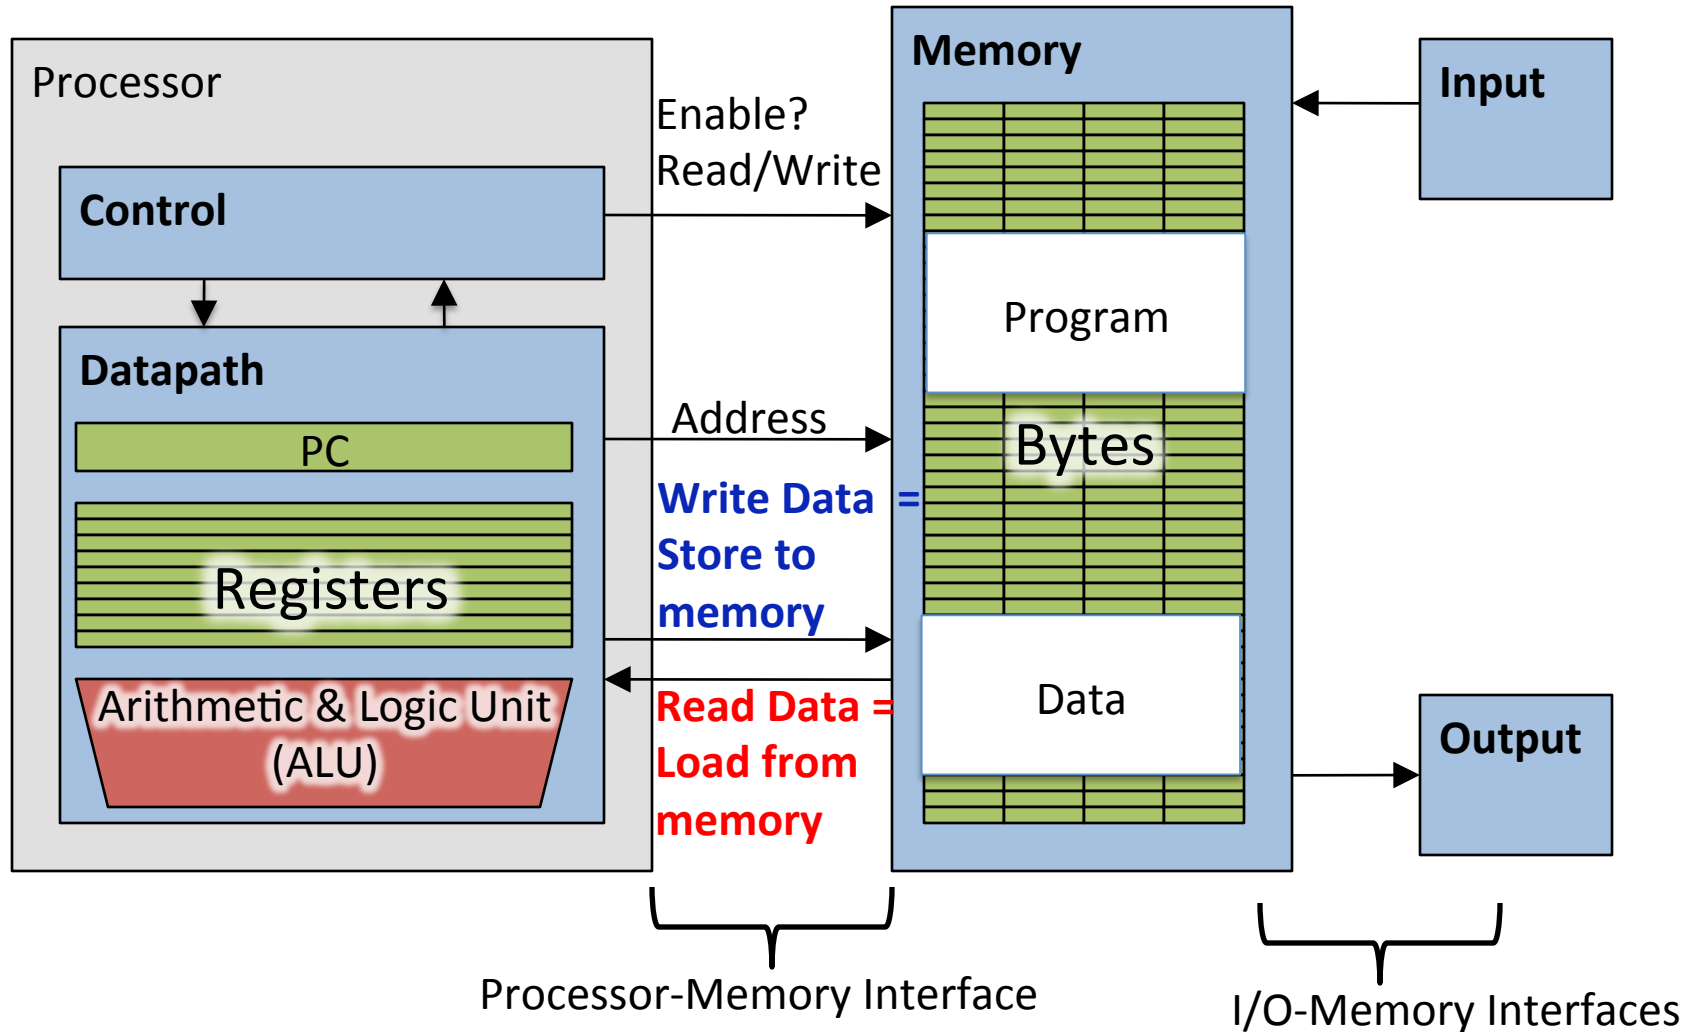 Processor
Control
Datapath
PC
Registers
Arithmetic & Logic Unit
(ALU)
Enable?
Read/Write
Address
Write Data =
Store to
memory
Read Data =
Load from
memory
Processor-Memory Interface
Memory
Program
Bytes
Data
Input
Output
I/O-Memory Interfaces